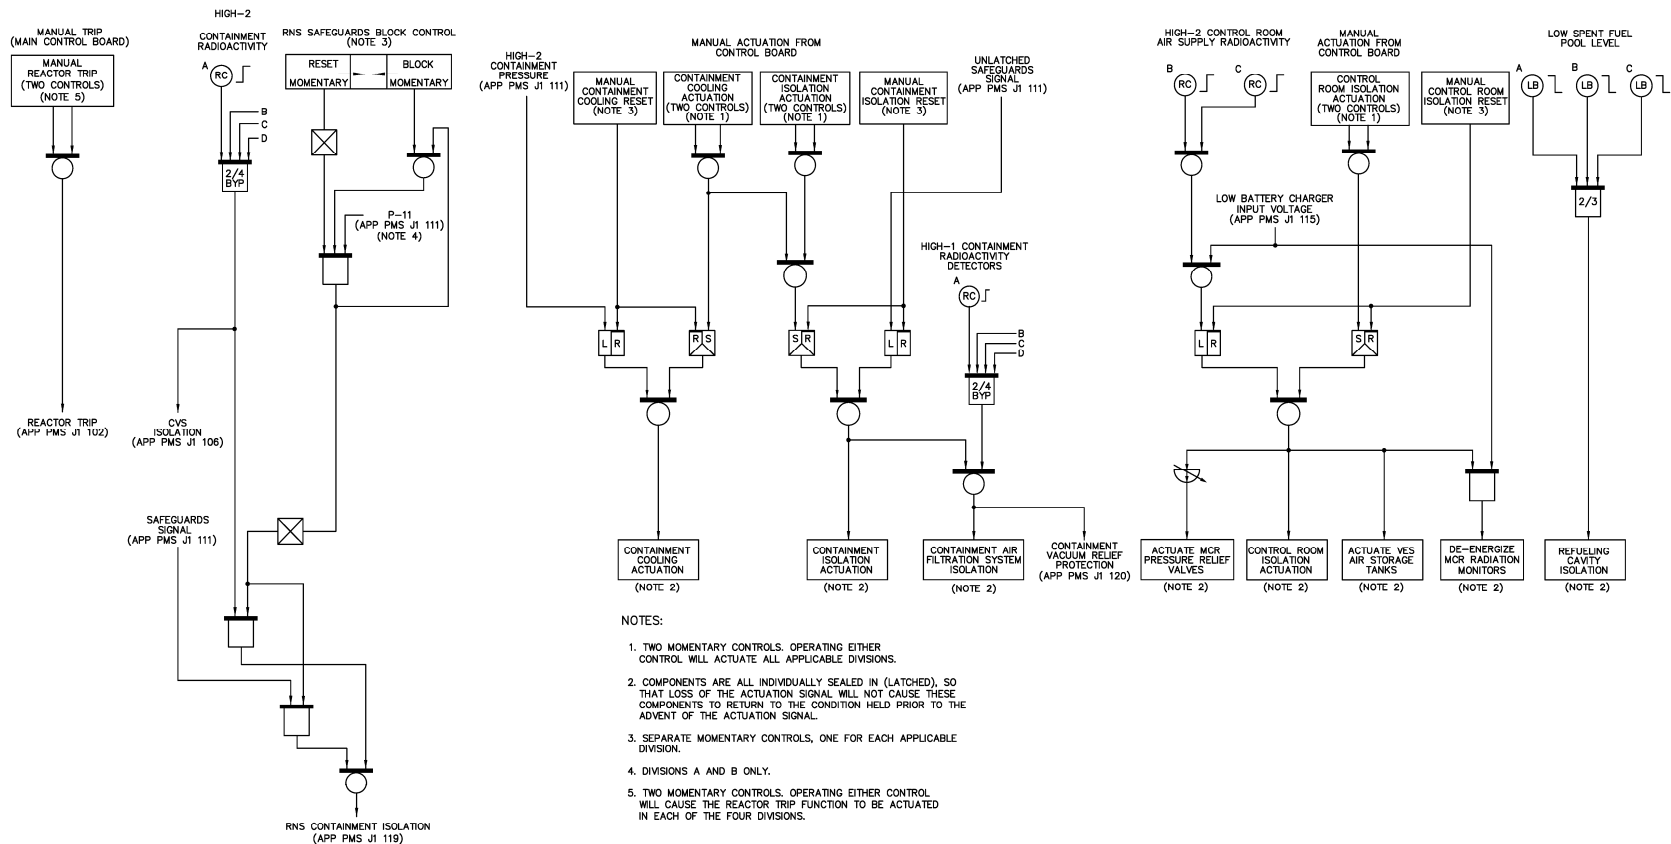 MANUAL TRIP
(MAIN CONTROL BOARD)
MANUAL
REACTOR TRIP
(TWO CONTROLS)
(NOTE 5)
REACTOR TRIP
(APP PMS J1 102)
HIGH-2
CONTAINMENT
RADIOACTIVITY
A
RC
B
C
D
2/4
BYP
CVS
ISOLATION
(APP PMS J1 106)
SAFEGUARDS
SIGNAL
(APP PMS J1 111)
RNS SAFEGUARDS BLOCK CONTROL
(NOTE 3)
RESET
MOMENTARY
BLOCK
MOMENTARY
P-11
(APP PMS J1 111)
(NOTE 4)
RNS CONTAINMENT ISOLATION
(APP PMS J1 119)
HIGH-2
CONTAINMENT
PRESSURE
(APP PMS J1 111)
MANUAL ACTUATION FROM
CONTROL BOARD
MANUAL
CONTAINMENT
COOLING RESET
(NOTE 3)
CONTAINMENT
COOLING
ACTUATION
(TWO CONTROLS)
(NOTE 1)
CONTAINMENT
ISOLATION
ACTUATION
(TWO CONTROLS)
(NOTE 1)
MANUAL
CONTAINMENT
ISOLATION RESET
(NOTE 3)
UNLATCHED
SAFEGUARDS
SIGNAL
(APP PMS J1 111)
HIGH-1 CONTAINMENT
RADIOACTIVITY
DETECTORS
A
RC
B
C
D
2/4
BYP
L R
R S
S R
L R
CONTAINMENT
COOLING
ACTUATION
(NOTE 2)
CONTAINMENT
ISOLATION
ACTUATION
(NOTE 2)
CONTAINMENT AIR
FILTRATION SYSTEM
ISOLATION
(NOTE 2)
CONTAINMENT
VACUUM RELIEF
PROTECTION
(APP PMS J1 120)
HIGH-2 CONTROL ROOM
AIR SUPPLY RADIOACTIVITY
B
RC
C
RC
MANUAL
ACTUATION FROM
CONTROL BOARD
CONTROL
ROOM ISOLATION
ACTUATION
(TWO CONTROLS)
(NOTE 1)
MANUAL
CONTROL ROOM
ISOLATION RESET
(NOTE 3)
LOW BATTERY CHARGER
INPUT VOLTAGE
(APP PMS J1 115)
L R
S R
ACTUATE MCR
PRESSURE RELIEF
VALVES
(NOTE 2)
CONTROL ROOM
ISOLATION
ACTUATION
(NOTE 2)
ACTUATE VES
AIR STORAGE
TANKS
(NOTE 2)
DE-ENERGIZE
MCR RADIATION
MONITORS
(NOTE 2)
LOW SPENT FUEL
POOL LEVEL
A
LB
B
LB
C
LB
2/3
REFUELING
CAVITY
ISOLATION
(NOTE 2)
NOTES:
1. TWO MOMENTARY CONTROLS. OPERATING EITHER
CONTROL WILL ACTUATE ALL APPLICABLE DIVISIONS.
2. COMPONENTS ARE ALL INDIVIDUALLY SEALED IN (LATCHED), SO
THAT LOSS OF THE ACTUATION SIGNAL WILL NOT CAUSE THESE
COMPONENTS TO RETURN TO THE CONDITION HELD PRIOR TO THE
ADVENT OF THE ACTUATION SIGNAL.
3. SEPARATE MOMENTARY CONTROLS, ONE FOR EACH APPLICABLE
DIVISION.
4. DIVISIONS A AND B ONLY.
5. TWO MOMENTARY CONTROLS. OPERATING EITHER CONTROL
WILL CAUSE THE REACTOR TRIP FUNCTION TO BE ACTUATED
IN EACH OF THE FOUR DIVISIONS.